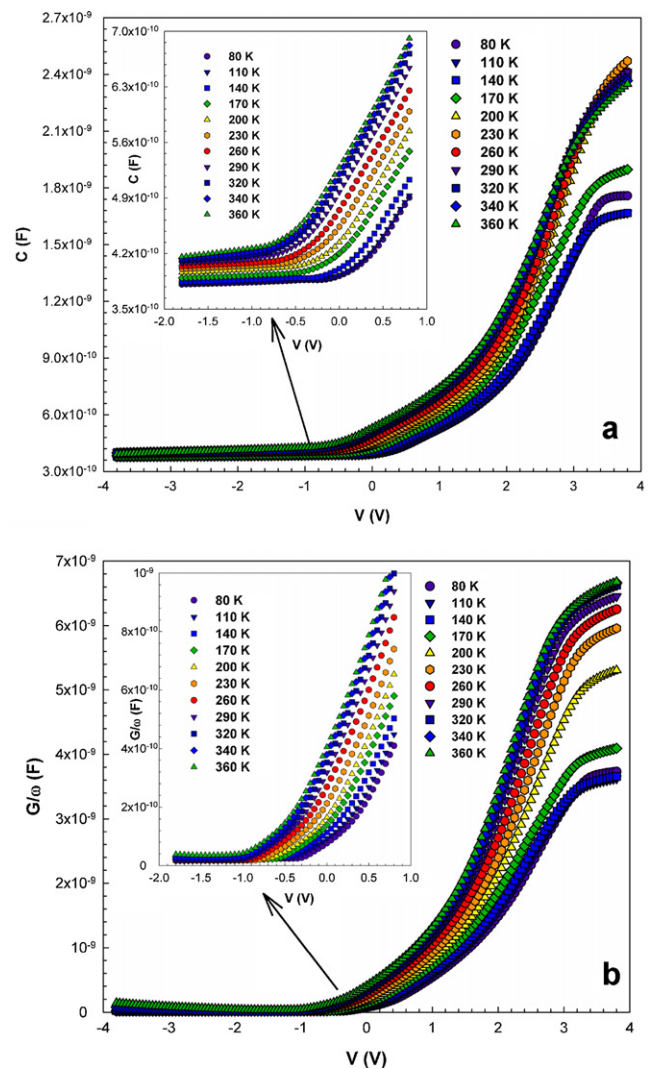 a
2.7x10-9
2.4x10-9
2.1x10-9
1.8x10-9
1.5x10-9
1.2x10-9
9.0x10-10
6.0x10-10
3.0x10-10
C (F)
-4 -3 -2 -1 0 1 2 3 4
V (V)
7.0x10-10
6.3x10-10
5.6x10-10
4.9x10-10
4.2x10-10
3.5x10-10
C (F)
-2.0 -1.5 -1.0 -0.5 0.0 0.5 1.0
V (V)
80 K
110 K
140 K
170 K
200 K
230 K
260 K
290 K
320 K
340 K
360 K
80 K
110 K
140 K
170 K
200 K
230 K
260 K
290 K
320 K
340 K
360 K
a
b
7x10-9
6x10-9
5x10-9
4x10-9
3x10-9
2x10-9
10-9
0
G/ω (F)
-4 -3 -2 -1 0 1 2 3 4
V (V)
10-9
8x10-10
6x10-10
4x10-10
2x10-10
0
G/ω (F)
-2.0 -1.5 -1.0 -0.5 0.0 0.5 1.0
V (V)
80 K
110 K
140 K
170 K
200 K
230 K
260 K
290 K
320 K
340 K
360 K
80 K
110 K
140 K
170 K
200 K
230 K
260 K
290 K
320 K
340 K
360 K
b